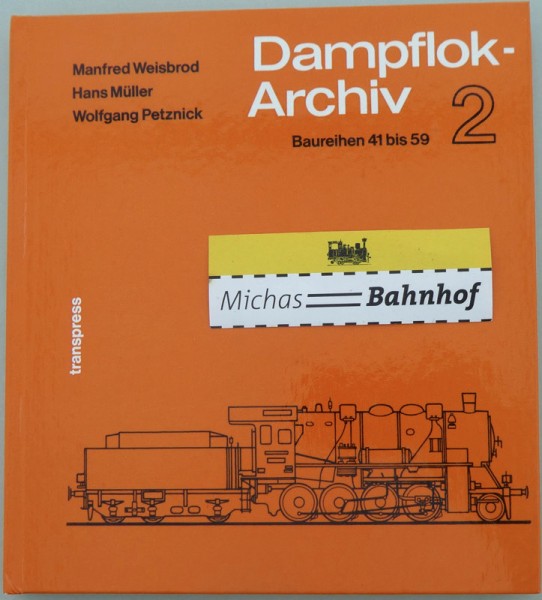 Manfred Weisbrod
Hans Müller
Wolfgang Petznick
Dampflok-
Archiv 2
Baureihen 41 bis 59
Michas Bahnhof
transpress